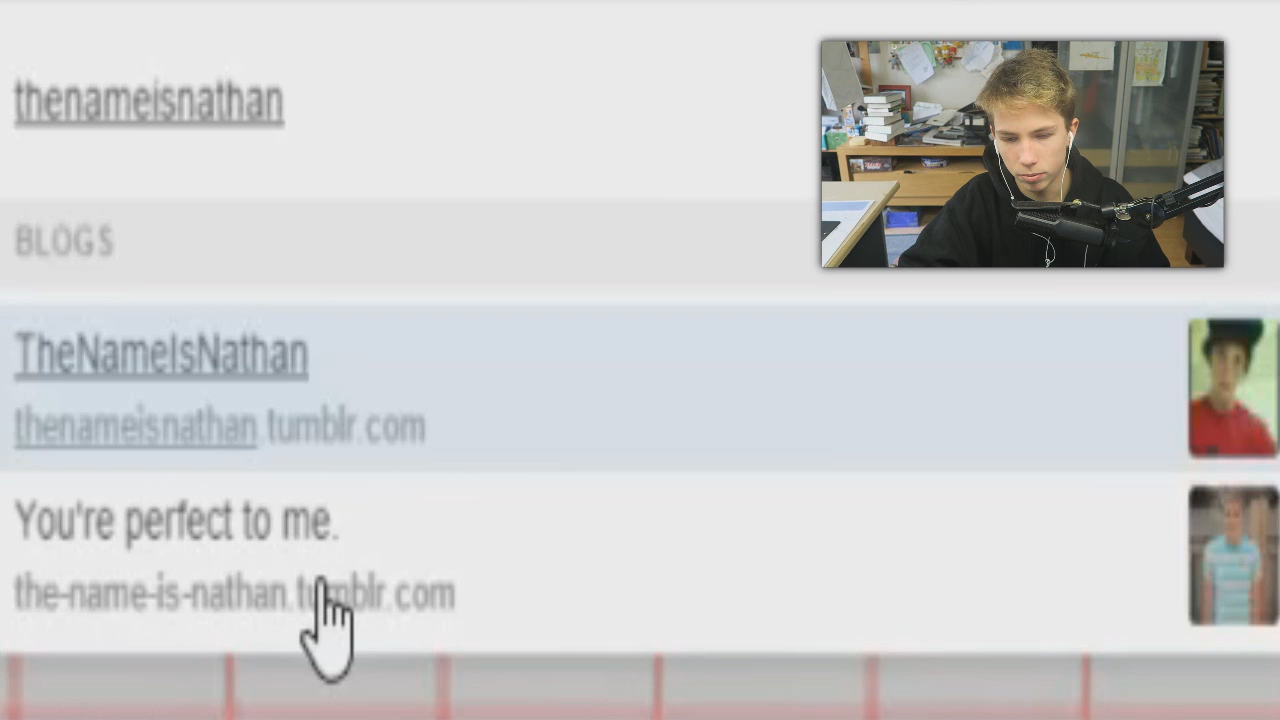 thenameisnathan
BLOGS
TheNameIsNathan
thenameisnathan.tumblr.com
You're perfect to me.
the-name-is-nathan.tumblr.com